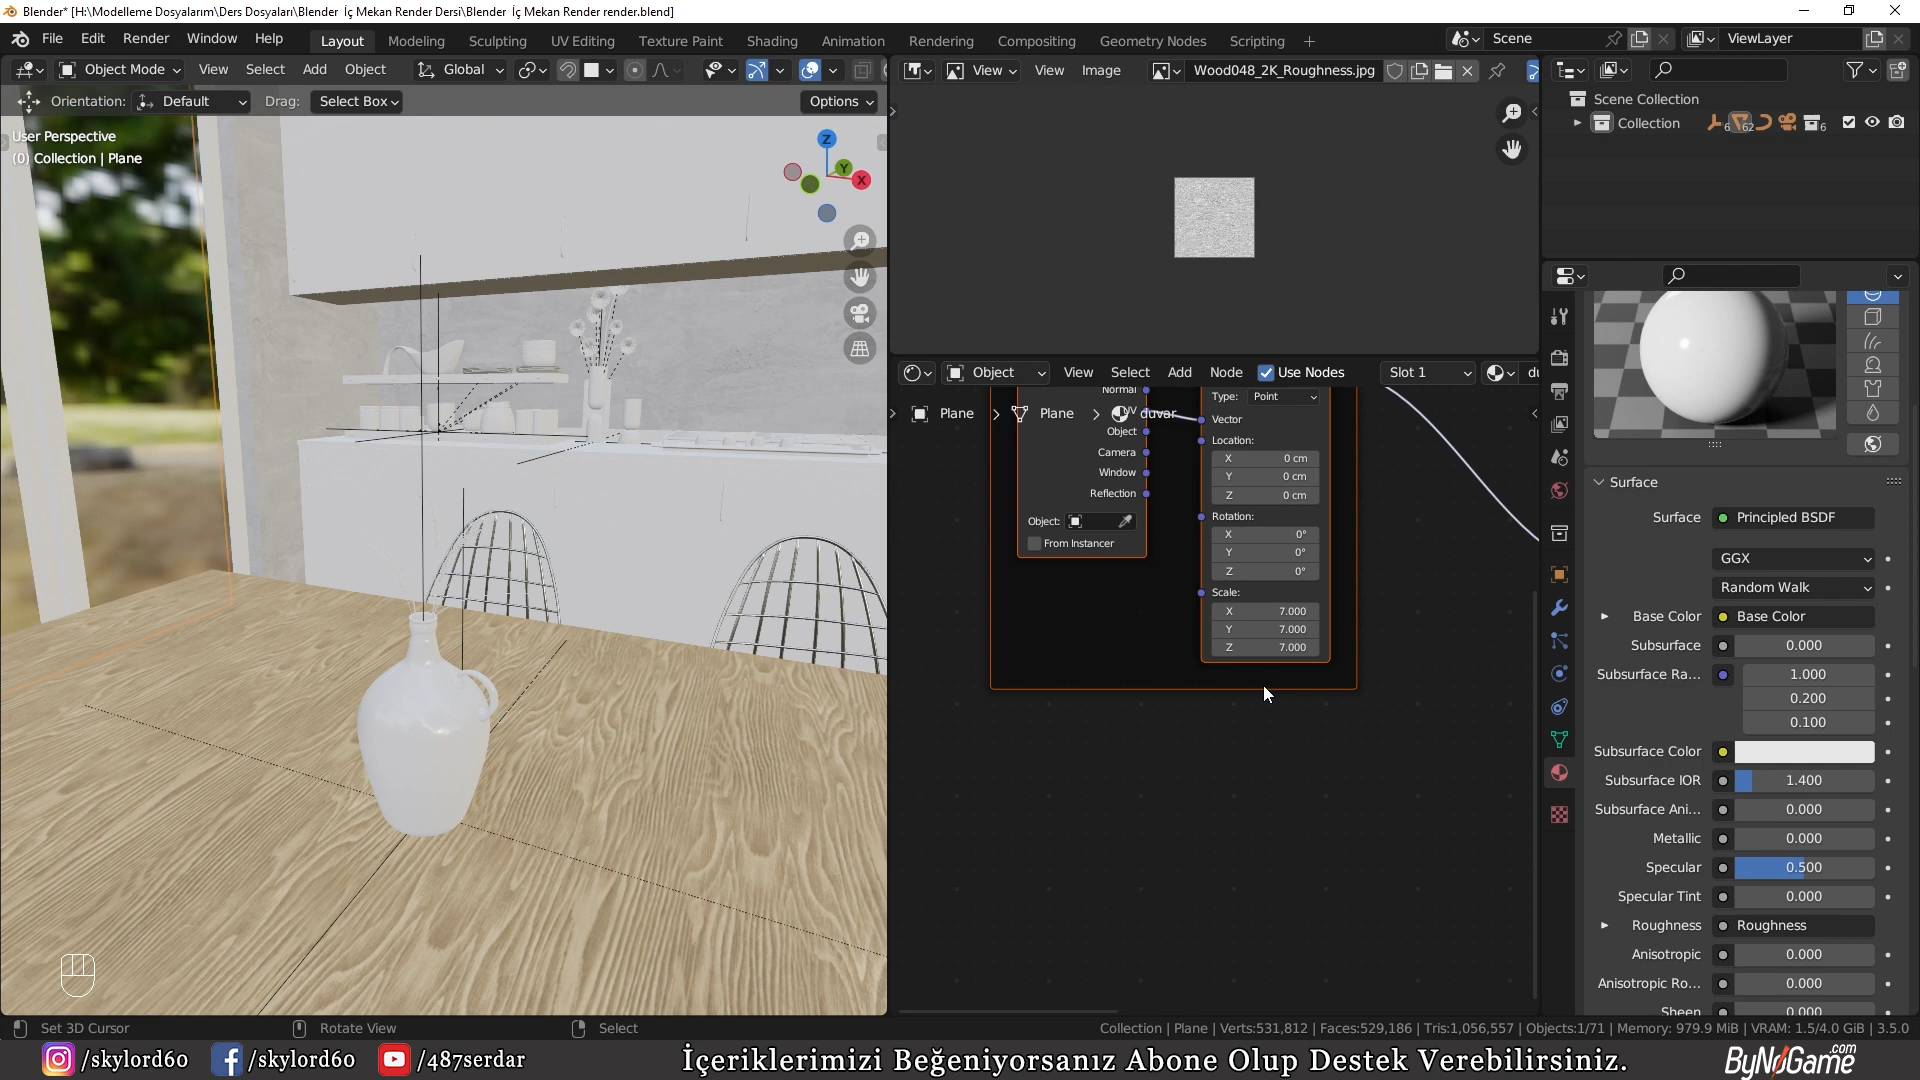 Blender* [H:\Modelleme Dosyalarım\Ders Dosyaları\Blender İç Mekan Render Dersi\Blender İç Mekan Render render.blend]
File Edit Render Window Help
Layout Modeling Sculpting UV Editing Texture Paint Shading Animation Rendering Compositing Geometry Nodes Scripting +
Scene
ViewLayer
Object Mode View Select Add Object Global
View View Image Wood048_2K_Roughness.jpg
Orientation: Default Drag: Select Box Options
User Perspective
(0) Collection | Plane
Z
Y
X
Scene Collection
Collection 6 62 6
Object View Select Add Node Use Nodes Slot 1 du
Plane > Plane > duvar
Normal
UV
Object
Camera
Window
Reflection
Object:
From Instancer
Type: Point
Vector
Location:
X 0 cm
Y 0 cm
Z 0 cm
Rotation:
X 0°
Y 0°
Z 0°
Scale:
X 7.000
Y 7.000
Z 7.000
Surface
Surface Principled BSDF
GGX
Random Walk
Base Color Base Color
Subsurface 0.000
Subsurface Ra... 1.000
0.200
0.100
Subsurface Color
Subsurface IOR 1.400
Subsurface Ani... 0.000
Metallic 0.000
Specular 0.500
Specular Tint 0.000
Roughness Roughness
Anisotropic 0.000
Anisotropic Ro... 0.000
Sheen 0.000
Set 3D Cursor Rotate View Select
Collection | Plane | Verts:531,812 | Faces:529,186 | Tris:1,056,557 | Objects:1/71 | Memory: 979.9 MiB | VRAM: 1.5/4.0 GiB | 3.5.0
/skylord60 /skylord60 /487serdar
İçeriklerimizi Beğeniyorsanız Abone Olup Destek Verebilirsiniz.
ByNoGame.com